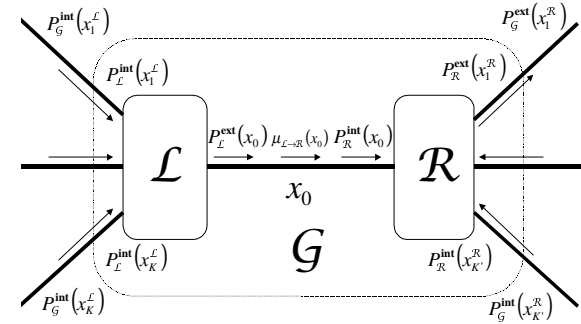 P_𝒢^int(x_1^ℒ)
P_𝒢^ext(x_1^ℛ)
P_ℒ^int(x_1^ℒ)
P_ℛ^ext(x_1^ℛ)
P_ℒ^ext(x_0) μ_{ℒ→ℛ}(x_0) P_ℛ^int(x_0)
ℒ
ℛ
x_0
𝒢
P_ℒ^int(x_K^ℒ)
P_ℛ^int(x_{K'}^ℛ)
P_𝒢^int(x_K^ℒ)
P_𝒢^int(x_{K'}^ℛ)